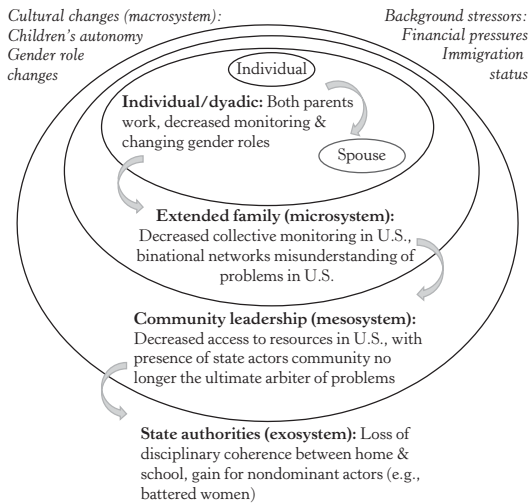 Cultural changes (macrosystem):
Children's autonomy
Gender role
changes
Background stressors:
Financial pressures
Immigration
status
Individual
Individual/dyadic: Both parents
work, decreased monitoring &
changing gender roles
Spouse
Extended family (microsystem):
Decreased collective monitoring in U.S.,
binational networks misunderstanding of
problems in U.S.
Community leadership (mesosystem):
Decreased access to resources in U.S., with
presence of state actors community no
longer the ultimate arbiter of problems
State authorities (exosystem): Loss of
disciplinary coherence between home &
school, gain for nondominant actors (e.g.,
battered women)